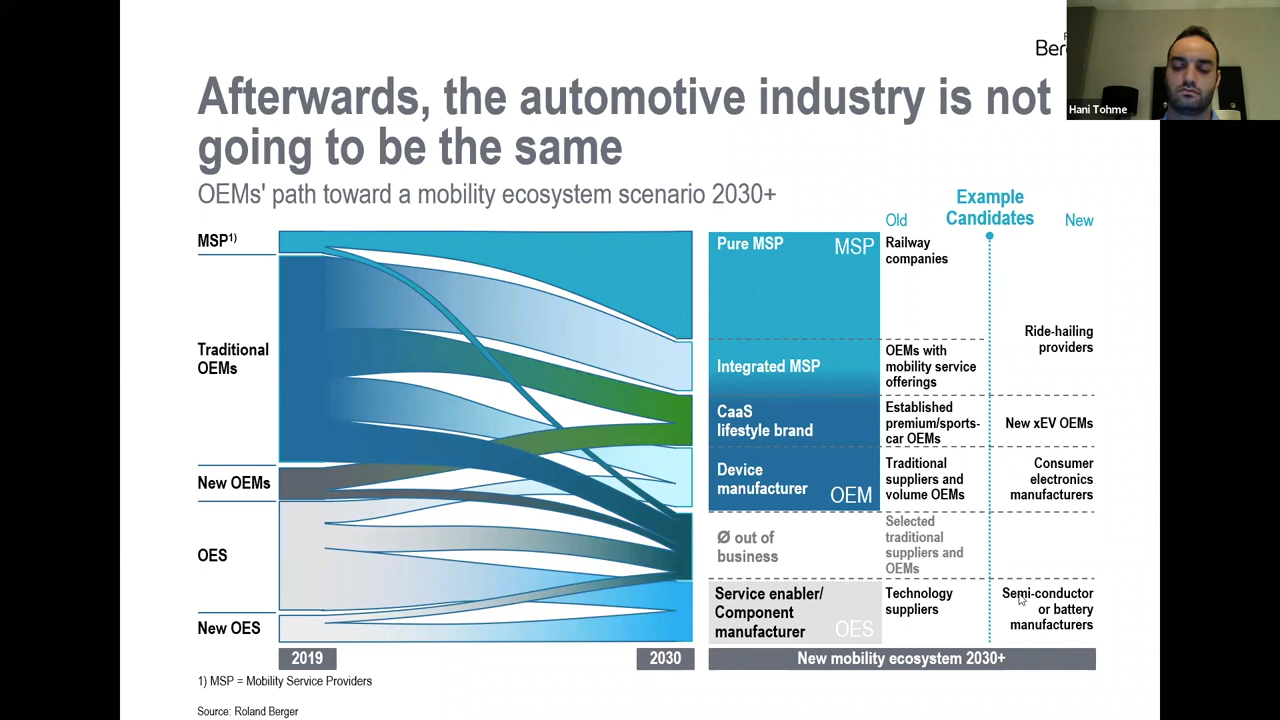 Ber
Hani Tohme
Afterwards, the automotive industry is not
going to be the same
OEMs' path toward a mobility ecosystem scenario 2030+
Example
Candidates
Old
New
MSP1)
Traditional
OEMs
New OEMs
OES
New OES
2019
2030
Pure MSP
MSP
Railway
companies
Ride-hailing
providers
Integrated MSP
OEMs with
mobility service
offerings
CaaS
lifestyle brand
Established
premium/sports-
car OEMs
New xEV OEMs
Device
manufacturer
OEM
Traditional
suppliers and
volume OEMs
Consumer
electronics
manufacturers
Ø out of
business
Selected
traditional
suppliers and
OEMs
Service enabler/
Component
manufacturer
OES
Technology
suppliers
Semi-conductor
or battery
manufacturers
New mobility ecosystem 2030+
1) MSP = Mobility Service Providers
Source: Roland Berger